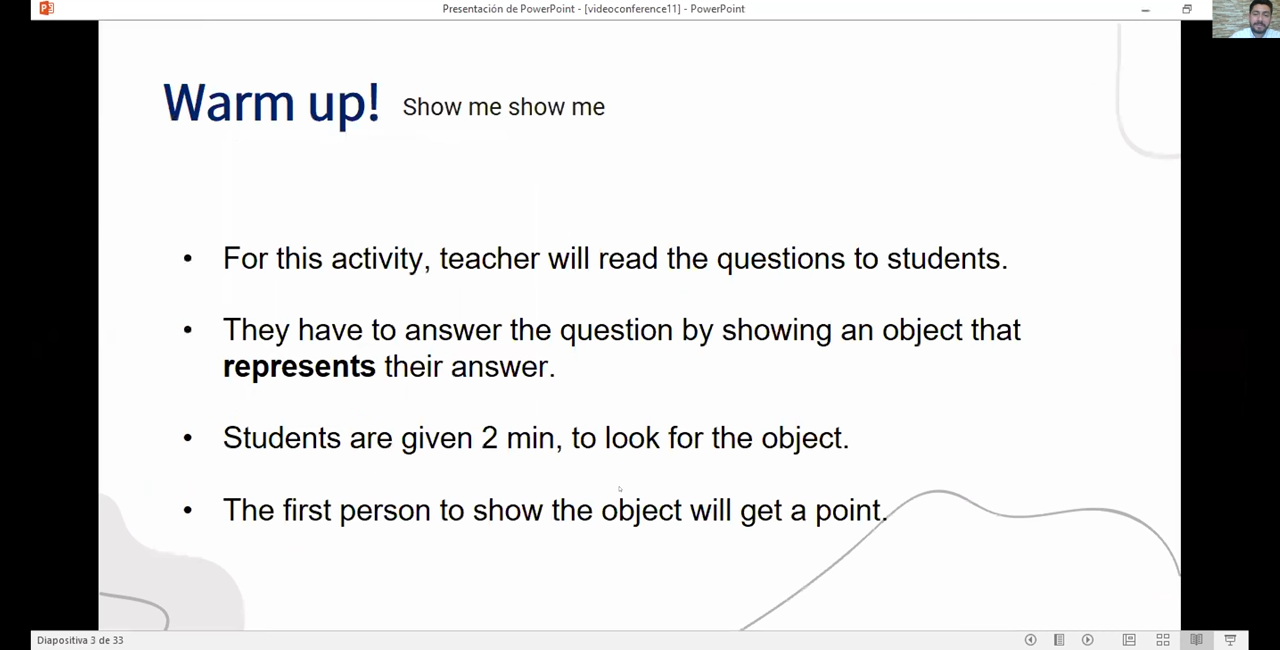 Presentación de PowerPoint - [videoconference11] - PowerPoint
Warm up! Show me show me
• For this activity, teacher will read the questions to students.
• They have to answer the question by showing an object that
represents their answer.
• Students are given 2 min, to look for the object.
• The first person to show the object will get a point.
Diapositiva 3 de 33